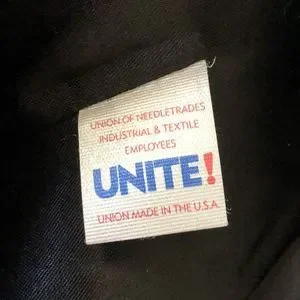 UNION OF NEEDLETRADES
INDUSTRIAL & TEXTILE
EMPLOYEES
UNITE!
UNION MADE IN THE U.S.A.